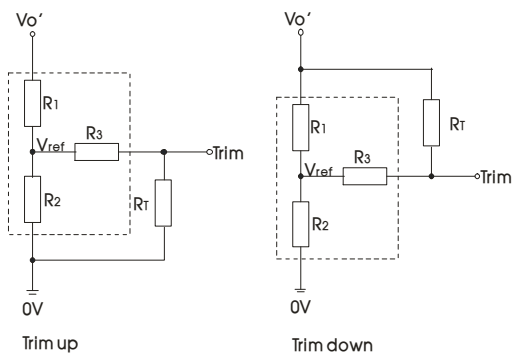 Vo'
R1
Vref
R3
Trim
R2
RT
0V
Trim up
Vo'
R1
RT
Vref
R3
Trim
R2
0V
Trim down